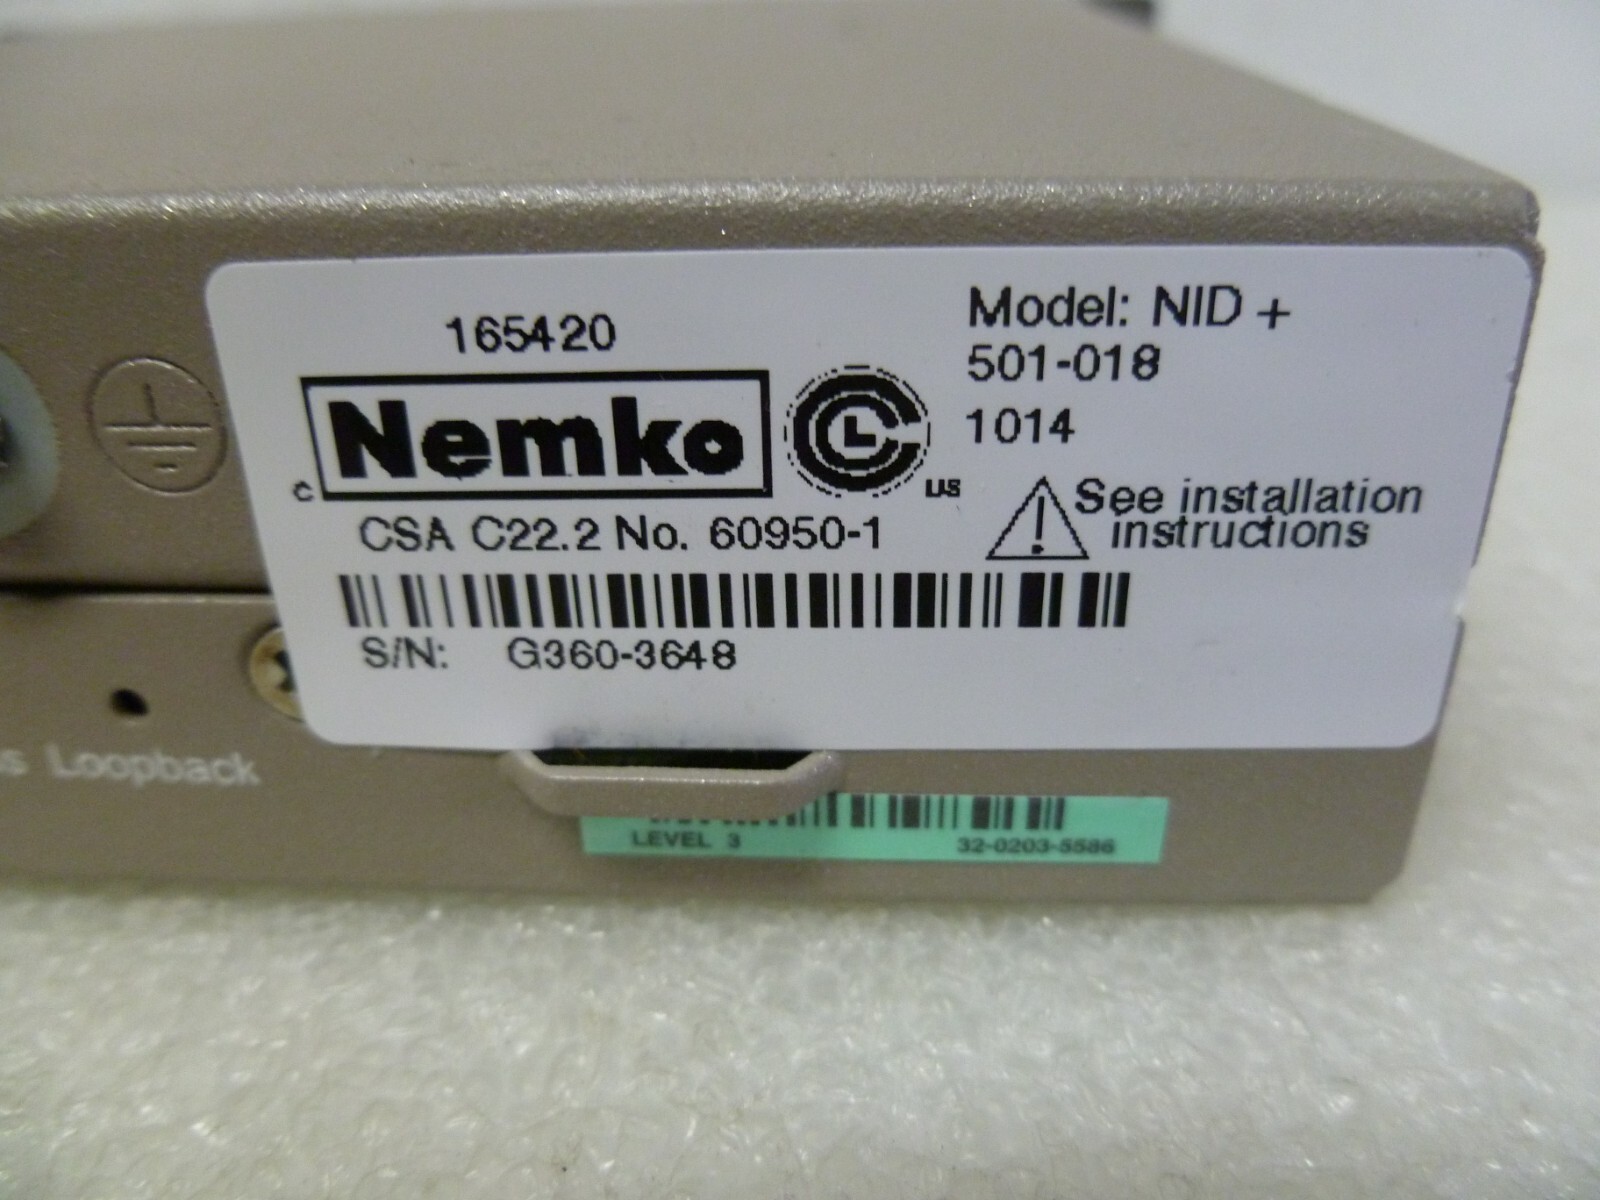 165420
Nemko
c
CL
US
CSA C22.2 No. 60950-1
Model: NID +
501-018
1014
See installation
instructions
S/N: G360-3648
Loopback
LEVEL 3 32-0203-5586